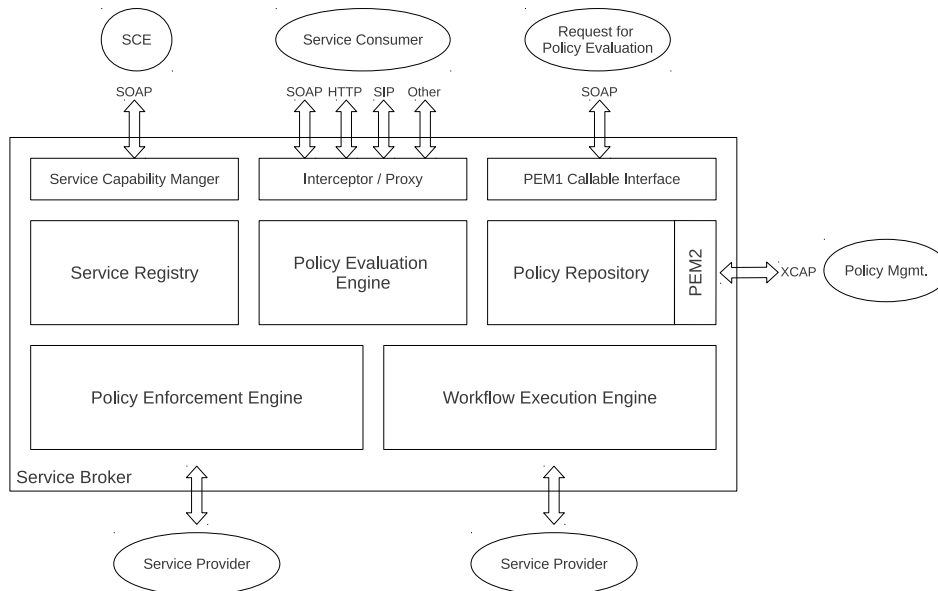 SCE
Service Consumer
Request for
Policy Evaluation
SOAP
SOAP HTTP SIP Other
SOAP
Service Capability Manger
Interceptor / Proxy
PEM1 Callable Interface
Service Registry
Policy Evaluation
Engine
Policy Repository
PEM2
XCAP
Policy Mgmt.
Policy Enforcement Engine
Workflow Execution Engine
Service Broker
Service Provider
Service Provider